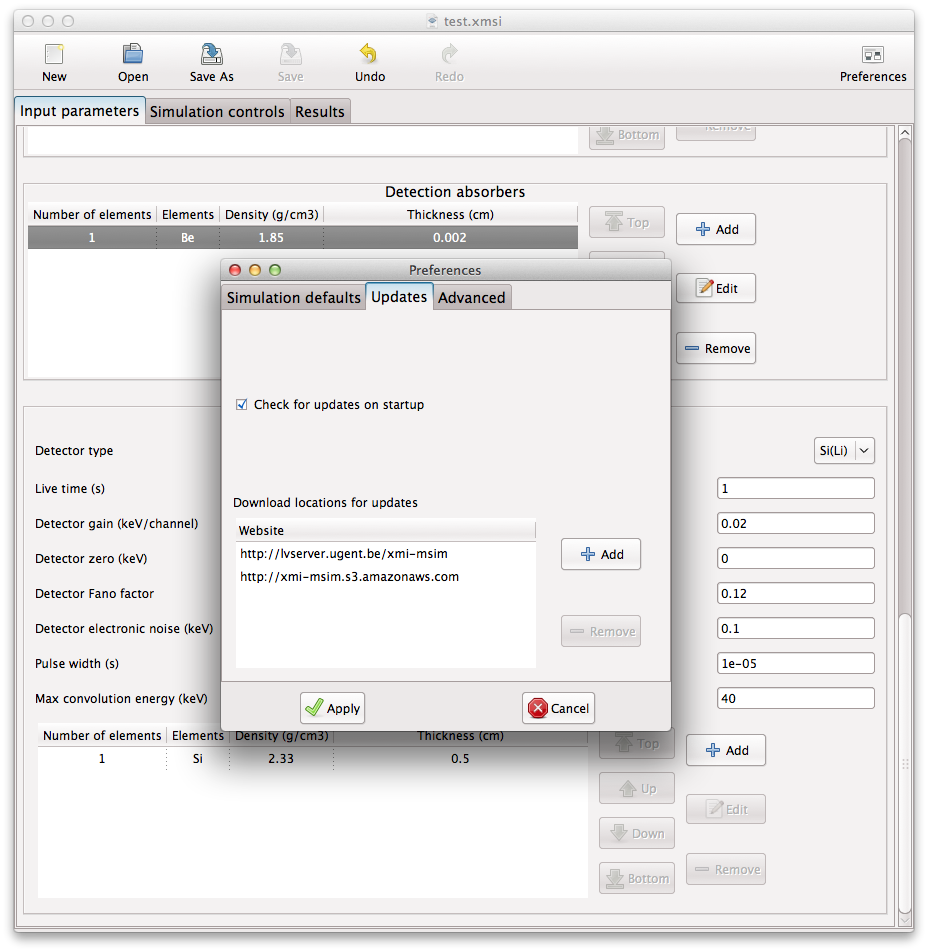 test.xmsi
New Open Save As Save Undo Redo Preferences
Input parameters Simulation controls Results
Bottom Remove
Detection absorbers
Number of elements Elements Density (g/cm3) Thickness (cm)
1 Be 1.85 0.002
Top
Add
Edit
Remove
Preferences
Simulation defaults Updates Advanced
Check for updates on startup
Download locations for updates
Website
http://lvserver.ugent.be/xmi-msim
http://xmi-msim.s3.amazonaws.com
Add
Remove
Apply Cancel
Detector type Si(Li)
Live time (s) 1
Detector gain (keV/channel) 0.02
Detector zero (keV) 0
Detector Fano factor 0.12
Detector electronic noise (keV) 0.1
Pulse width (s) 1e-05
Max convolution energy (keV) 40
Number of elements Elements Density (g/cm3) Thickness (cm)
1 Si 2.33 0.5
Top
Add
Up
Edit
Down
Remove
Bottom